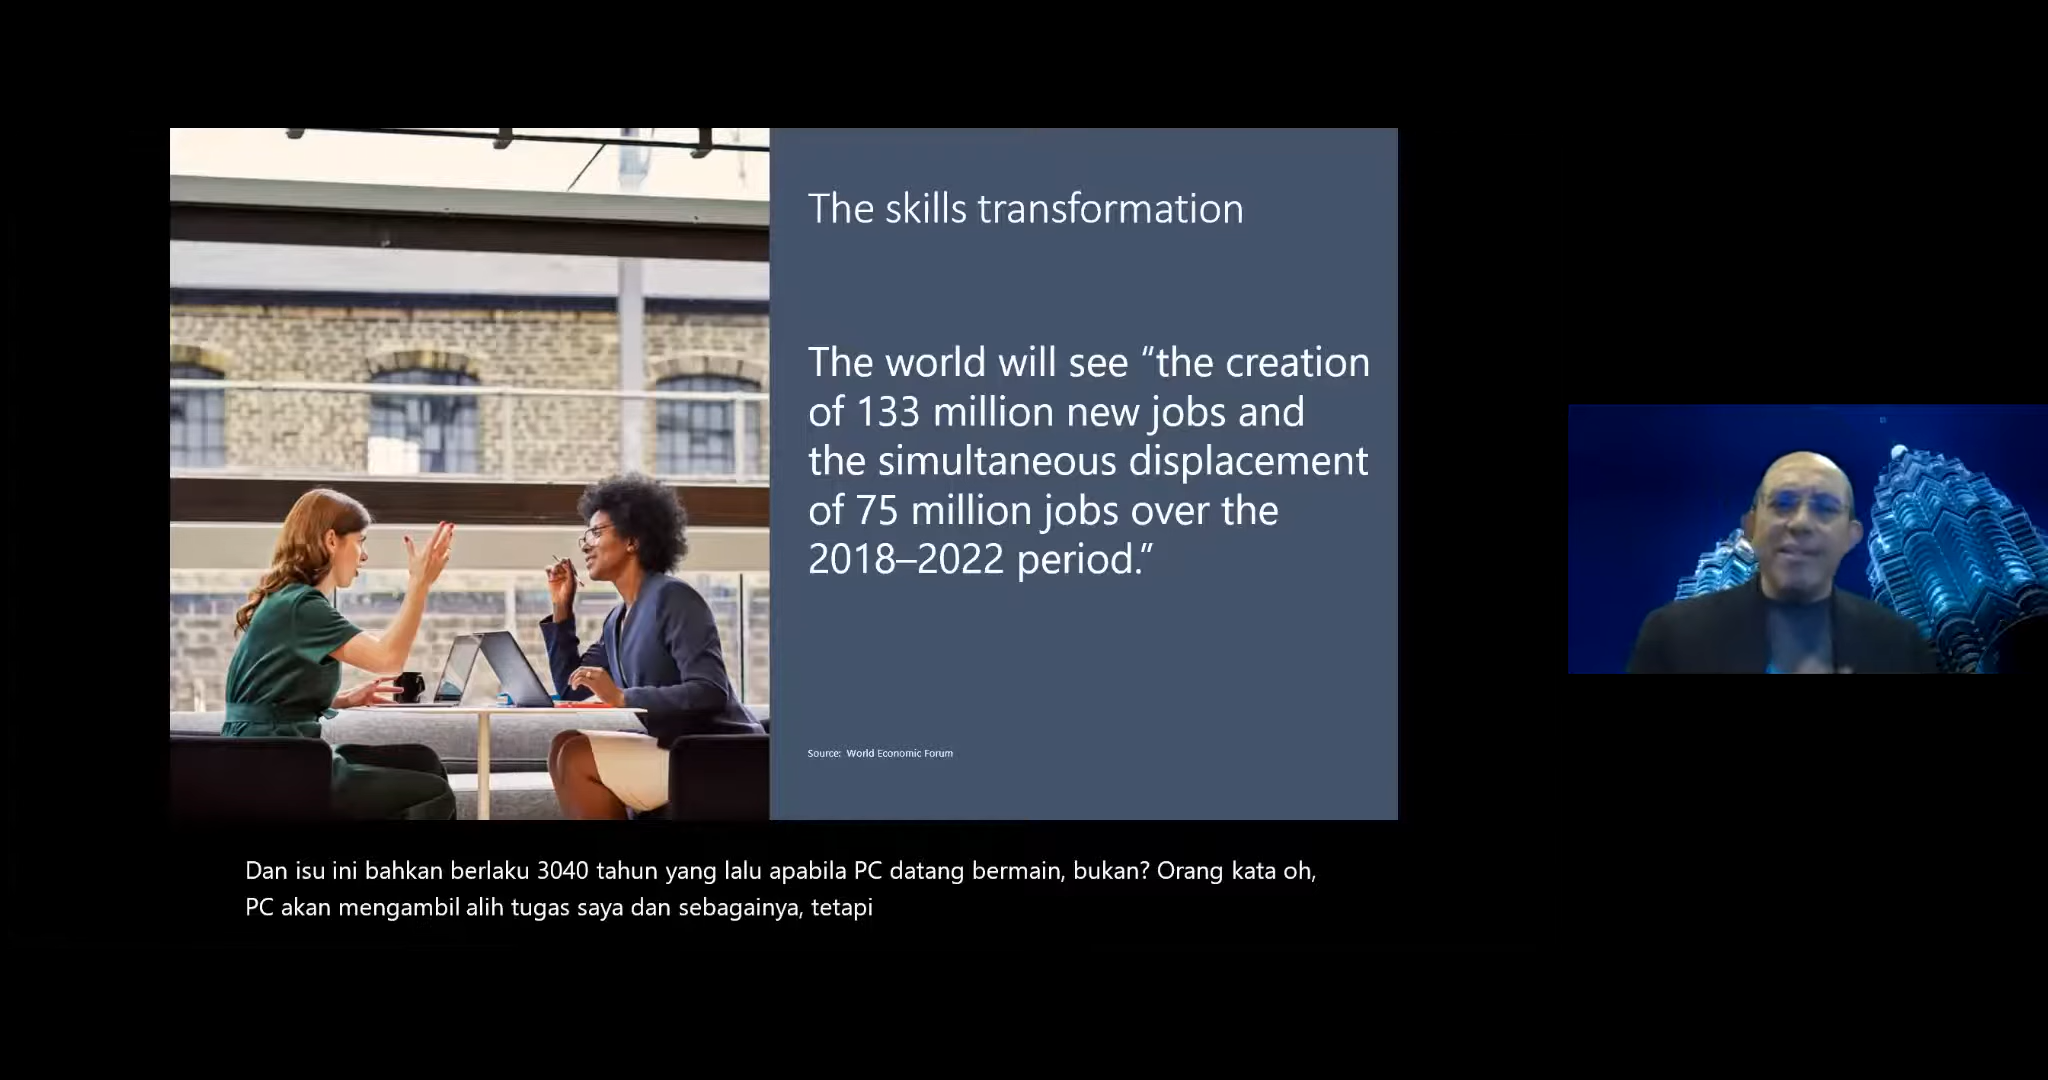 The skills transformation
The world will see “the creation
of 133 million new jobs and
the simultaneous displacement
of 75 million jobs over the
2018–2022 period.”
Source: World Economic Forum
Dan isu ini bahkan berlaku 3040 tahun yang lalu apabila PC datang bermain, bukan? Orang kata oh,
PC akan mengambil alih tugas saya dan sebagainya, tetapi